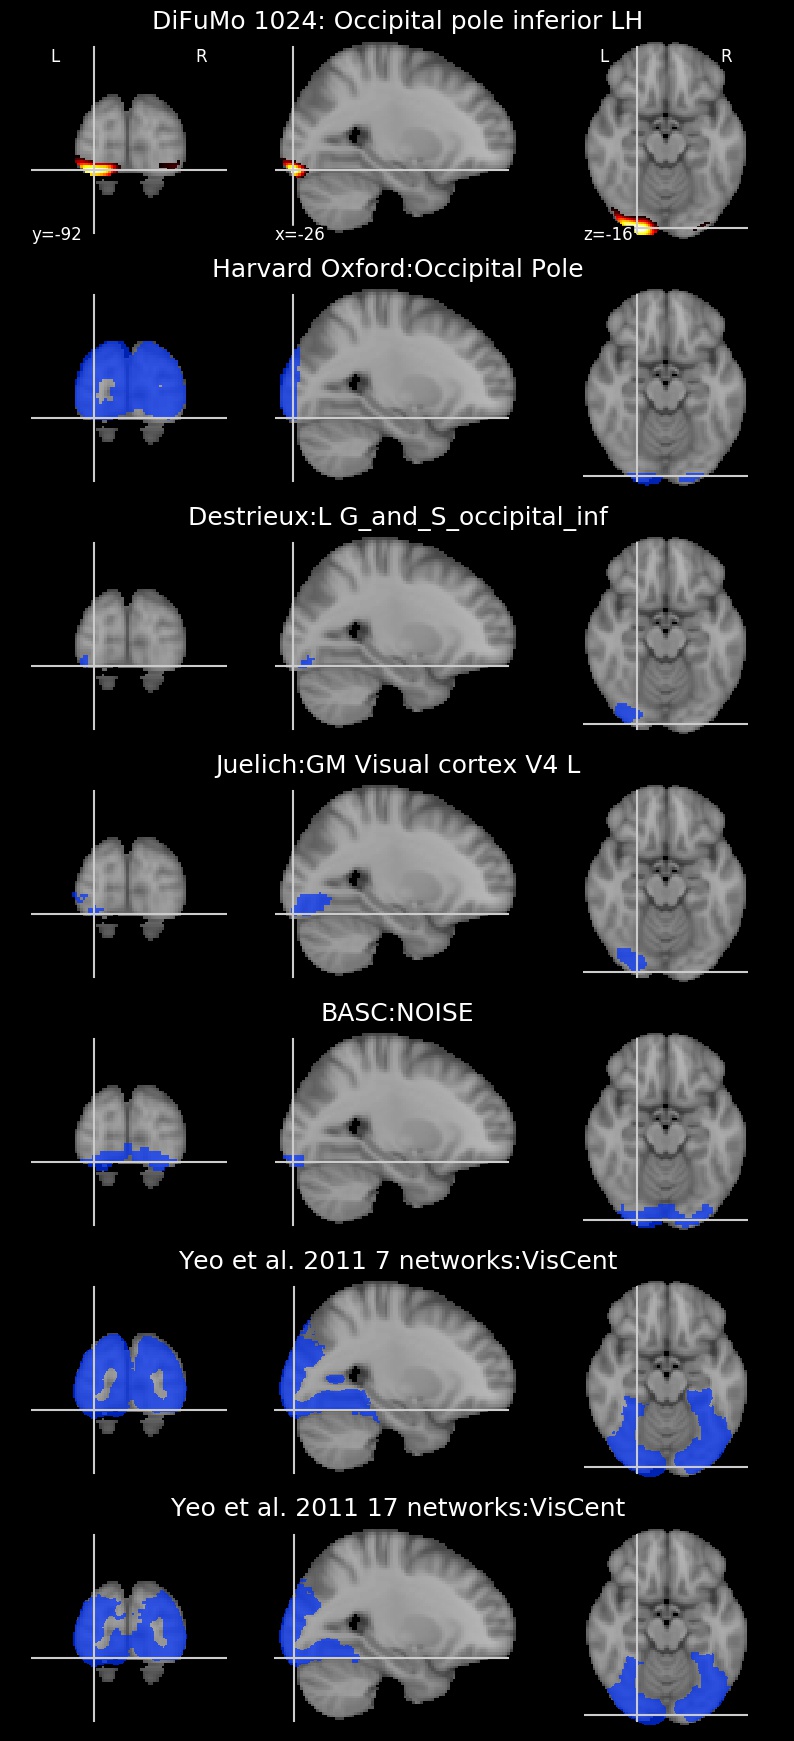 DiFuMo 1024: Occipital pole inferior LH
L R L R
y=-92 x=-26 z=-16
Harvard Oxford:Occipital Pole
Destrieux:L G_and_S_occipital_inf
Juelich:GM Visual cortex V4 L
BASC:NOISE
Yeo et al. 2011 7 networks:VisCent
Yeo et al. 2011 17 networks:VisCent